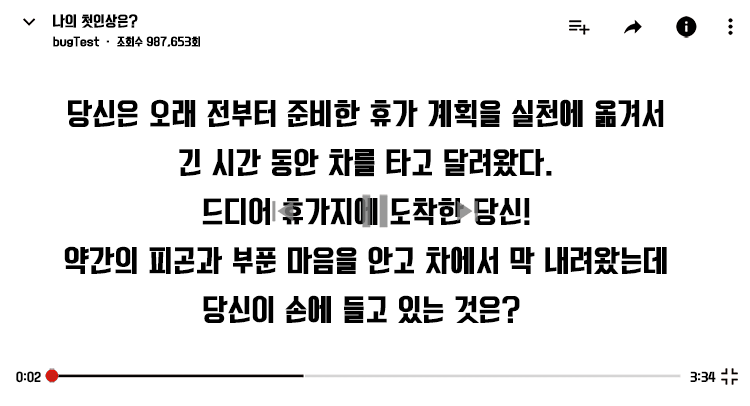 나의 첫인상은?
bugTest · 조회수 987,653회
당신은 오래 전부터 준비한 휴가 계획을 실천에 옮겨서
긴 시간 동안 차를 타고 달려왔다.
드디어 휴가지에 도착한 당신!
약간의 피곤과 부푼 마음을 안고 차에서 막 내려왔는데
당신이 손에 들고 있는 것은?
0:02 3:34